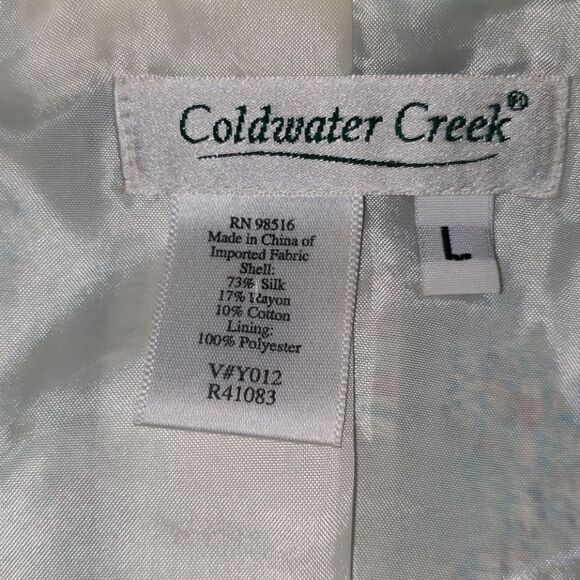 Coldwater Creek®
L
RN 98516
Made in China of
Imported Fabric
Shell:
73% Silk
17% Rayon
10% Cotton
Lining:
100% Polyester
V#Y012
R41083